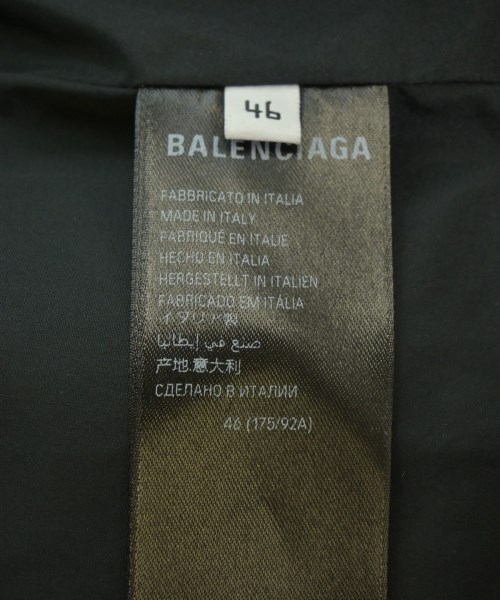 46
BALENCIAGA
FABBRICATO IN ITALIA
MADE IN ITALY
FABRIQUÉ EN ITALIE
HECHO EN ITALIA
HERGESTELLT IN ITALIEN
FABRICADO EM ITÁLIA
イタリア製
صنع في إيطاليا
产地:意大利
СДЕЛАНО В ИТАЛИИ
46 (175/92A)